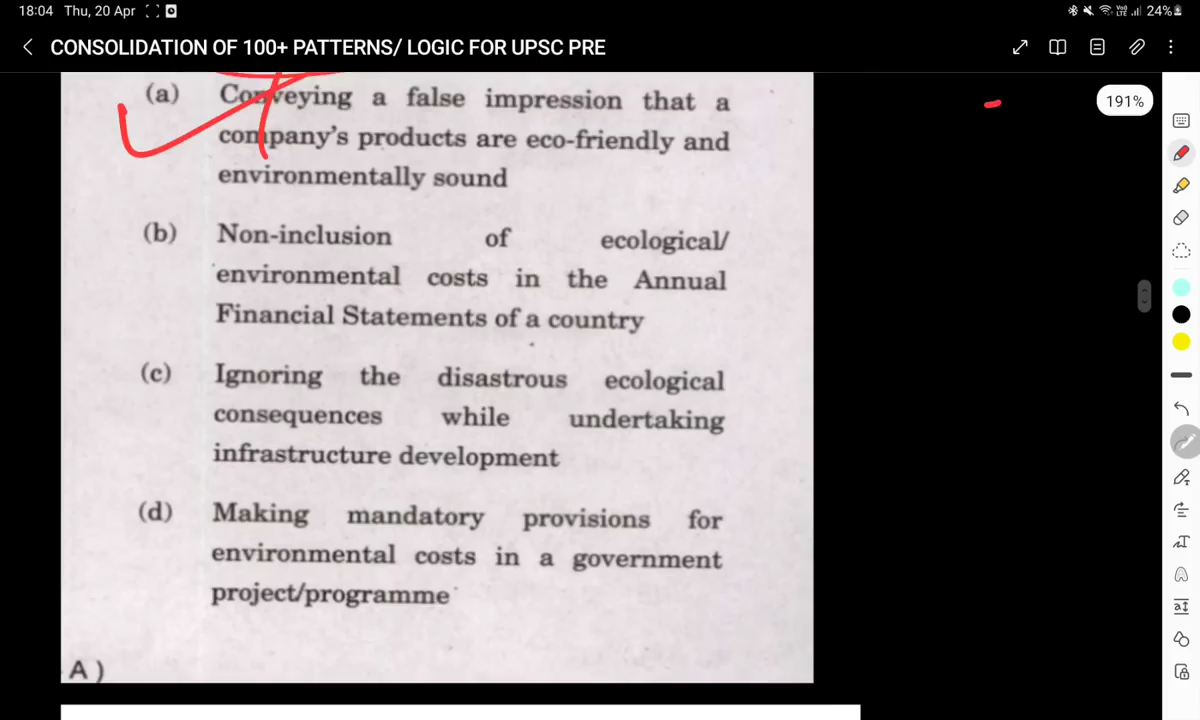 18:04 Thu, 20 Apr 24%
CONSOLIDATION OF 100+ PATTERNS/ LOGIC FOR UPSC PRE
191%
(a) Conveying a false impression that a
company's products are eco-friendly and
environmentally sound
(b) Non-inclusion of ecological/
environmental costs in the Annual
Financial Statements of a country
(c) Ignoring the disastrous ecological
consequences while undertaking
infrastructure development
(d) Making mandatory provisions for
environmental costs in a government
project/programme
A)